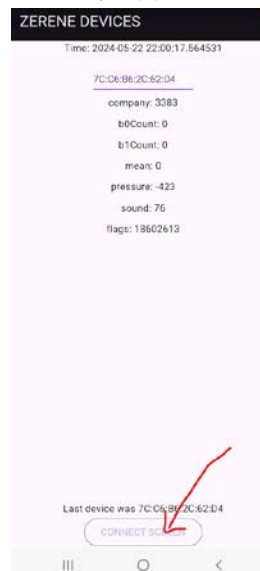 ZERENE DEVICES
Time: 2024-05-22 22:00:17.564531
7C:C6:B6:2C:62:D4
company: 3383
b0Count: 0
b1Count: 0
mean: 0
pressure: -423
sound: 76
flags: 18602613
Last device was 7C:C6:B6:2C:62:D4
CONNECT SCREEN